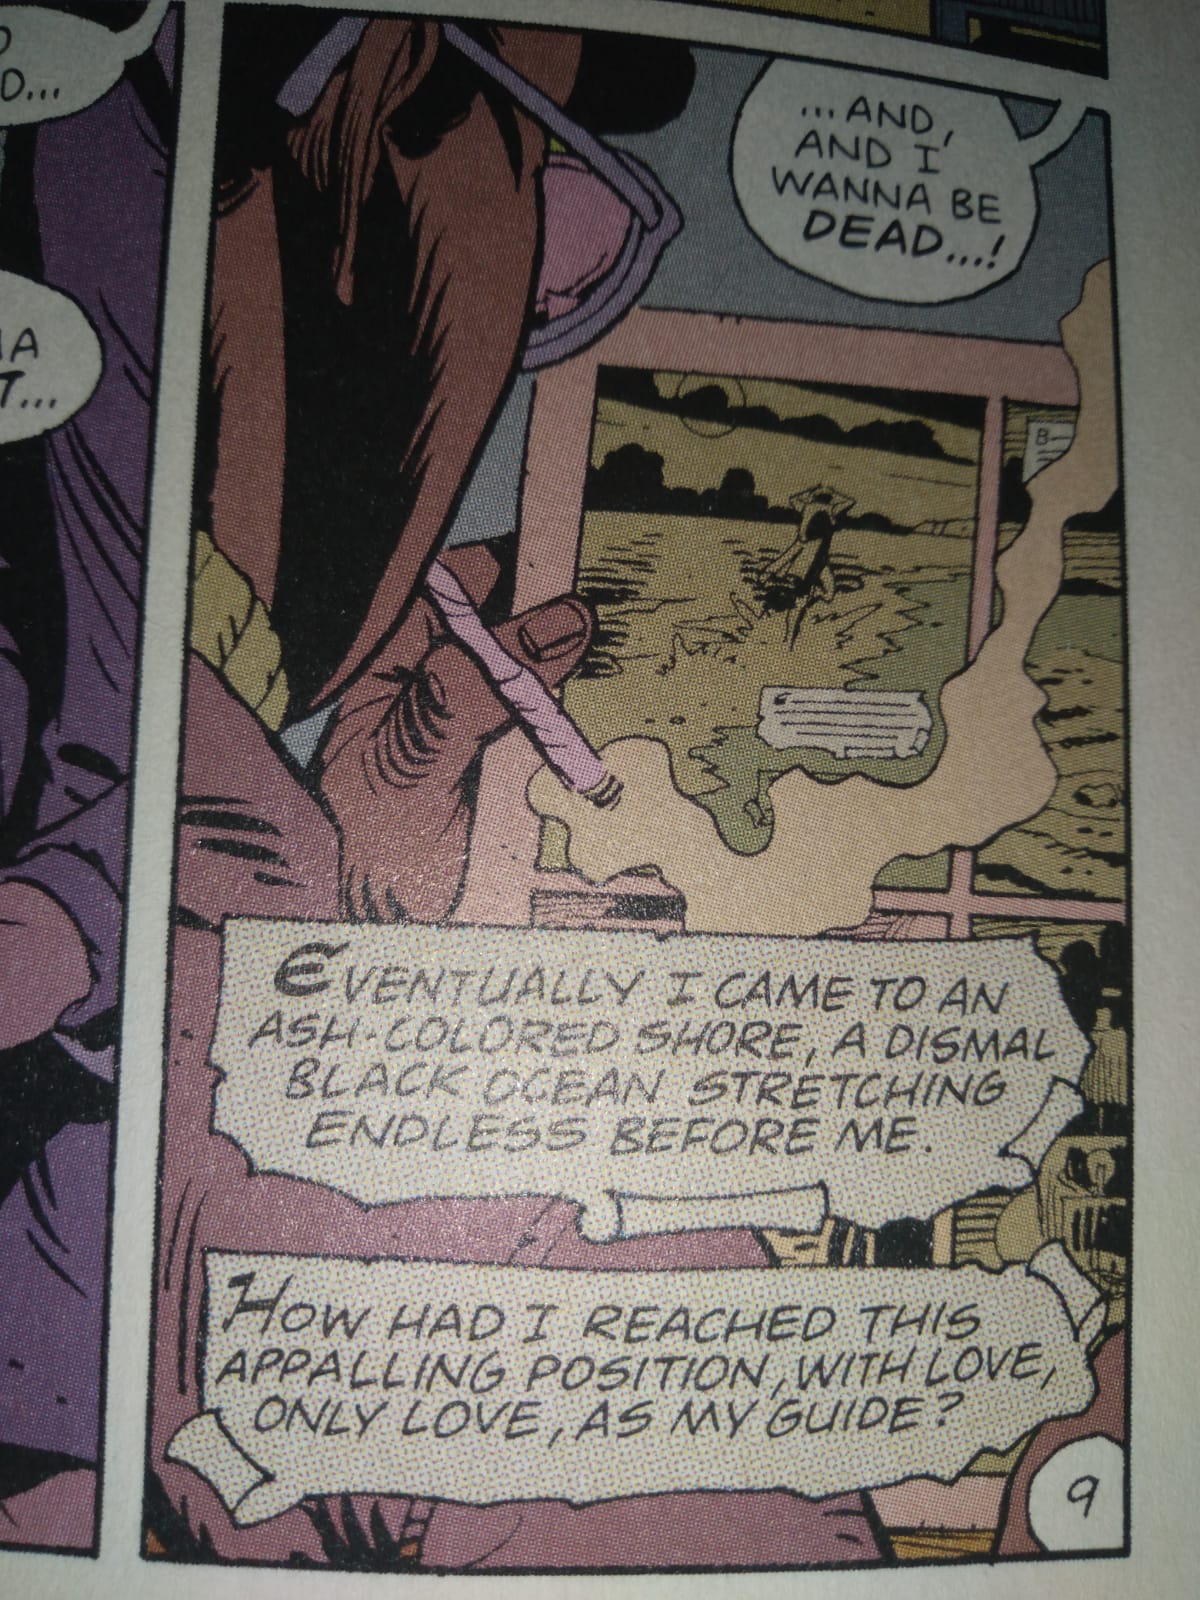 D...
...AND,
AND I
WANNA BE
DEAD...!
T...
B-
EVENTUALLY I CAME TO AN
ASH-COLORED SHORE, A DISMAL
BLACK OCEAN STRETCHING
ENDLESS BEFORE ME.
HOW HAD I REACHED THIS
APPALLING POSITION, WITH LOVE,
ONLY LOVE, AS MY GUIDE?
9